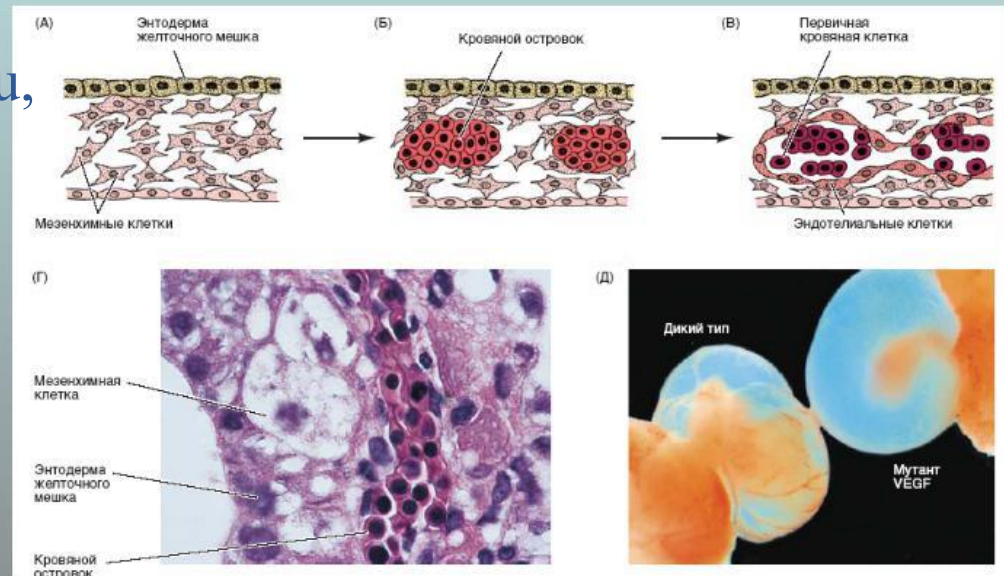 u,
(А)
Энтодерма
желточного мешка
(Б)
Кровяной островок
(В)
Первичная
кровяная клетка
Мезенхимные клетки
Эндотелиальные клетки
(Г)
Мезенхимная
клетка
Энтодерма
желточного
мешка
Кровяной
островок
(Д)
Дикий тип
Мутант
VEGF